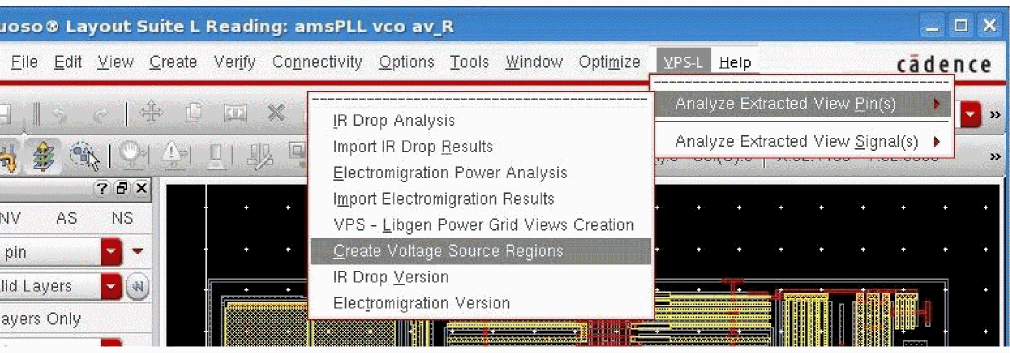 uoso® Layout Suite L Reading: amsPLL vco av_R
File Edit View Create Verify Connectivity Options Tools Window Optimize VPS-L Help
cādence
Analyze Extracted View Pin(s)
Analyze Extracted View Signal(s)
IR Drop Analysis
Import IR Drop Results
Electromigration Power Analysis
Import Electromigration Results
VPS - Libgen Power Grid Views Creation
Create Voltage Source Regions
IR Drop Version
Electromigration Version
NV AS NS
pin
lid Layers
ayers Only